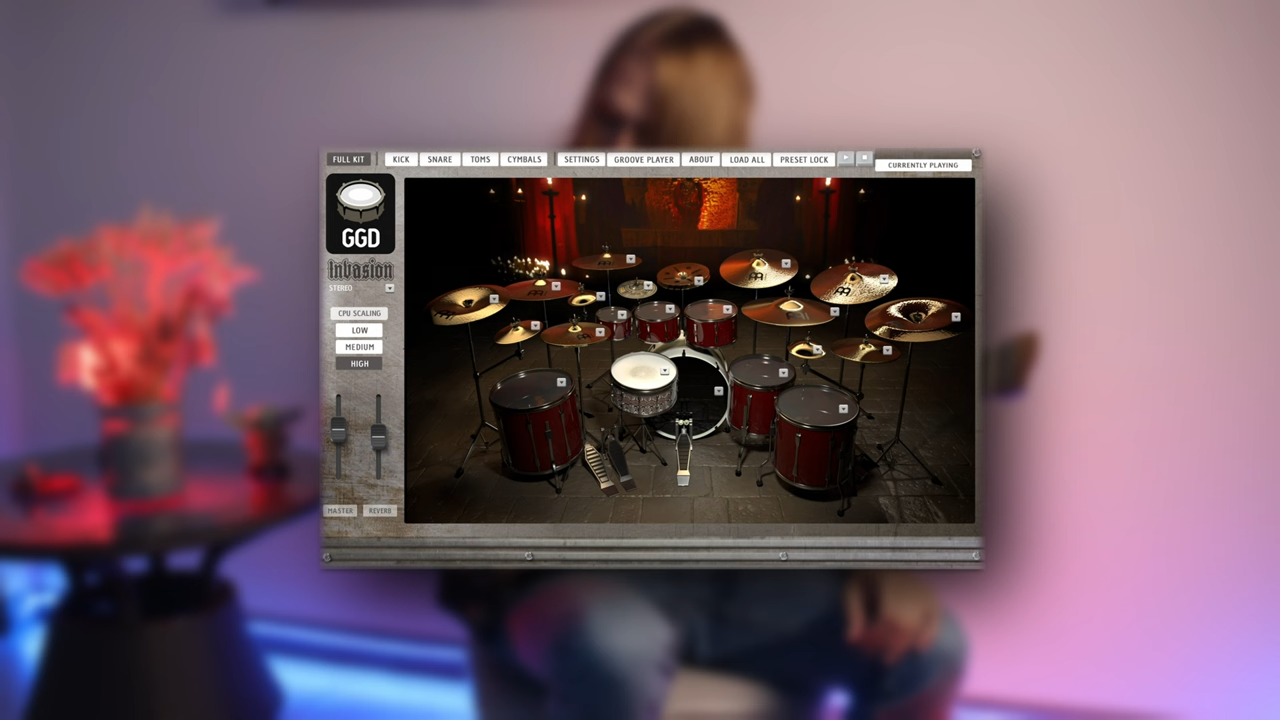 FULL KIT KICK SNARE TOMS CYMBALS SETTINGS GROOVE PLAYER ABOUT LOAD ALL PRESET LOCK CURRENTLY PLAYING
GGD
Invasion
STEREO
CPU SCALING
LOW
MEDIUM
HIGH
MASTER REVERB